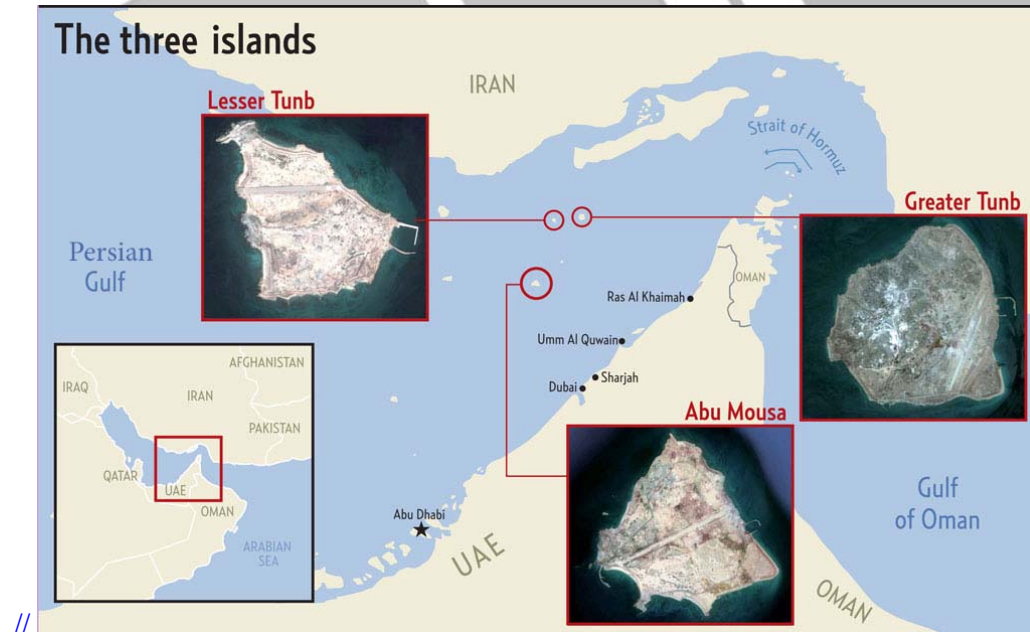 The three islands
IRAN
Lesser Tunb
Strait of Hormuz
Greater Tunb
Persian
Gulf
OMAN
Ras Al Khaimah
Umm Al Quwain
Sharjah
Dubai
Abu Mousa
AFGHANISTAN
IRAQ
IRAN
PAKISTAN
QATAR
UAE
OMAN
ARABIAN
SEA
Abu Dhabi
UAE
Gulf
of Oman
OMAN
//